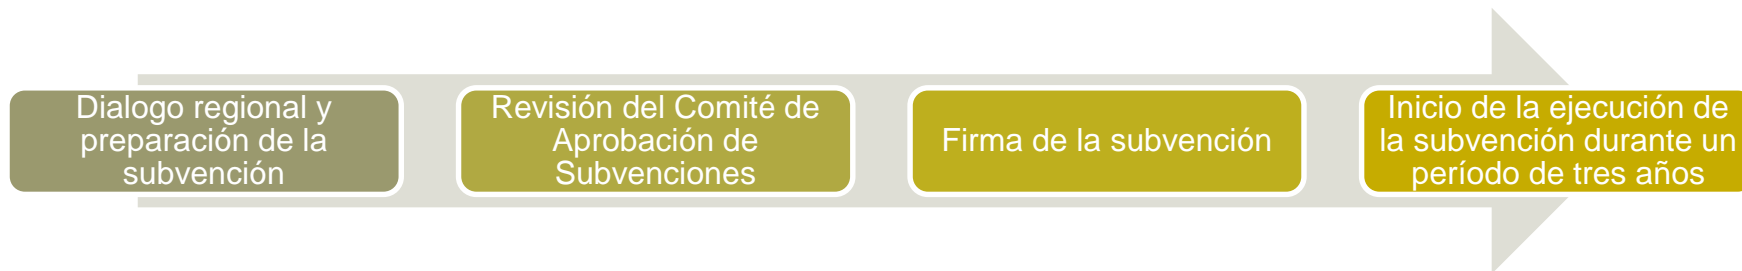 Dialogo regional y
preparación de la
subvención
Revisión del Comité de
Aprobación de
Subvenciones
Firma de la subvención
Inicio de la ejecución de
la subvención durante un
período de tres años